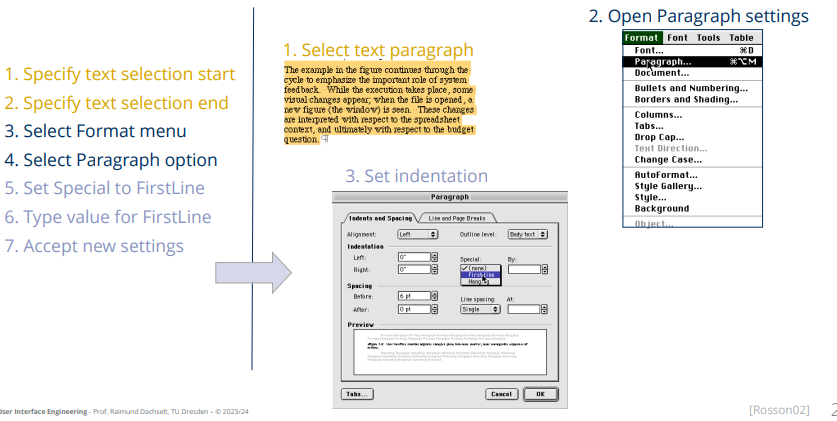 1. Specify text selection start
2. Specify text selection end
3. Select Format menu
4. Select Paragraph option
5. Set Special to FirstLine
6. Type value for FirstLine
7. Accept new settings
1. Select text paragraph
The example in the figure continues through the
cycle to emphasize the important role of system
feedback. While the execution takes place, some
visual changes appear; when the file is opened, a
new figure (the window) is seen. These changes
are interpreted with respect to the spreadsheet
context, and ultimately with respect to the budget
question. ¶
2. Open Paragraph settings
Format Font Tools Table
Font... ⌘D
Paragraph... ⌘⌥M
Document...
Bullets and Numbering...
Borders and Shading...
Columns...
Tabs...
Drop Cap...
Text Direction...
Change Case...
AutoFormat...
Style Gallery...
Style...
Background
Object...
3. Set indentation
Paragraph
Indents and Spacing Line and Page Breaks
Alignment: Left Outline level: Body text
Indentation
Left: 0" Special: By:
Right: 0" ✓(none)
First line
Hanging
Spacing
Before: 6 pt Line spacing: At:
After: 0 pt Single
Preview
Tabs... Cancel OK
User Interface Engineering - Prof. Raimund Dachselt, TU Dresden – © 2023/24
[Rosson02]
2